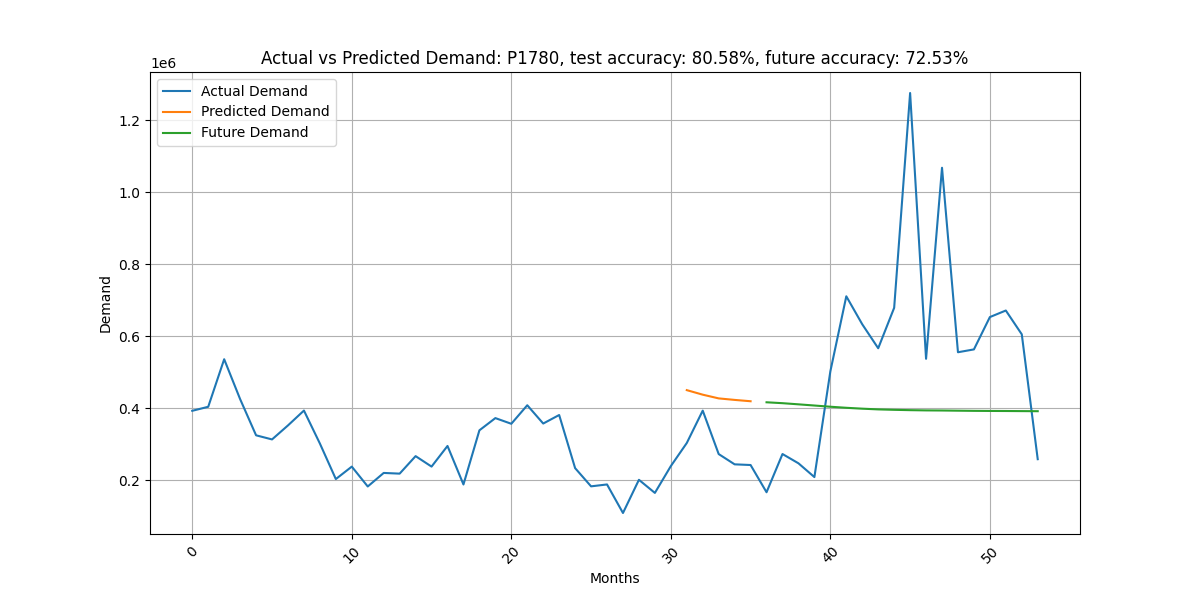 Actual vs Predicted Demand: P1780, test accuracy: 80.58%, future accuracy: 72.53%
1e6
Actual Demand
Predicted Demand
Future Demand
1.2
1.0
0.8
0.6
0.4
0.2
Demand
0
10
20
30
40
50
Months